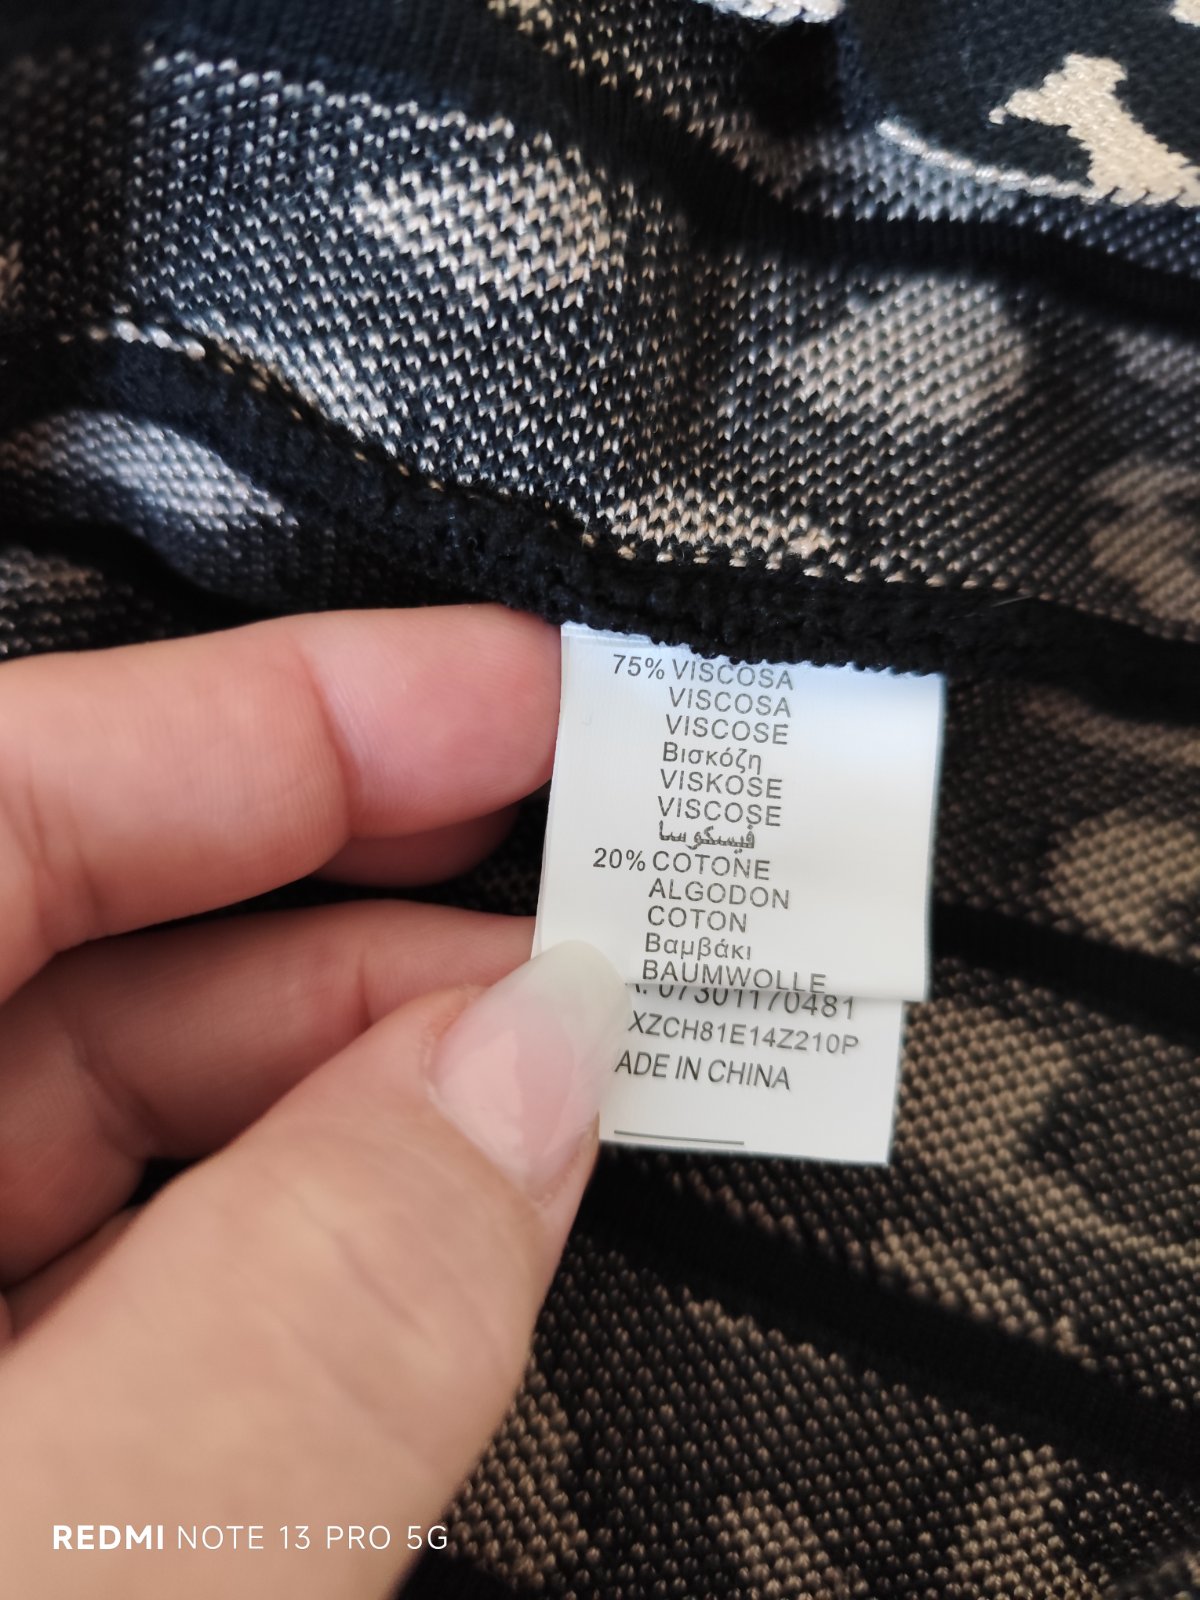 75% VISCOSA
VISCOSA
VISCOSE
Βισκόζη
VISKOSE
VISCOSE
فيسكوسا
20% COTONE
ALGODON
COTON
Βαμβάκι
BAUMWOLLE
07301170481
XZCH81E14Z210P
ADE IN CHINA
REDMI NOTE 13 PRO 5G